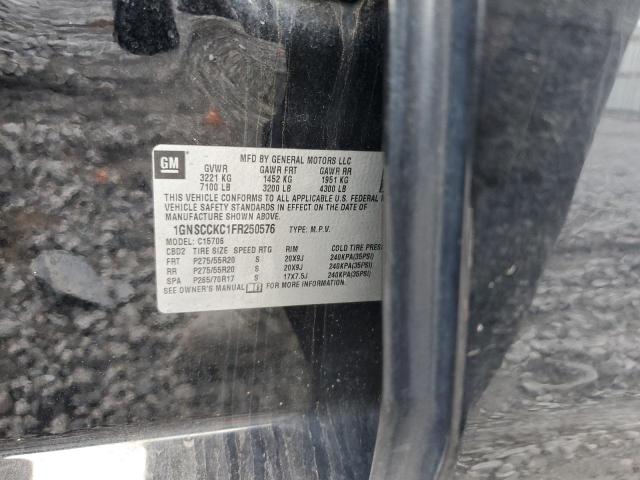 GM
MFD BY GENERAL MOTORS LLC
GVWR GAWR FRT GAWR RR
3221 KG 1452 KG 1951 KG
7100 LB 3200 LB 4300 LB
THIS VEHICLE CONFORMS TO ALL APPLICABLE U.S. FEDERAL
VEHICLE SAFETY STANDARDS IN EFFECT ON THE DATE OF
MANUFACTURE SHOWN ABOVE.
1GNSCCKC1FR250576 TYPE: M.P.V.
MODEL: C15706
CBD2 TIRE SIZE SPEED RTG RIM COLD TIRE PRES
FRT P275/55R20 S 20X9J 240KPA(35PSI)
RR P275/55R20 S 20X9J 240KPA(35PSI)
SPA P265/70R17 S 17X7.5J 240KPA(35PSI)
SEE OWNER'S MANUAL FOR MORE INFORMATION.